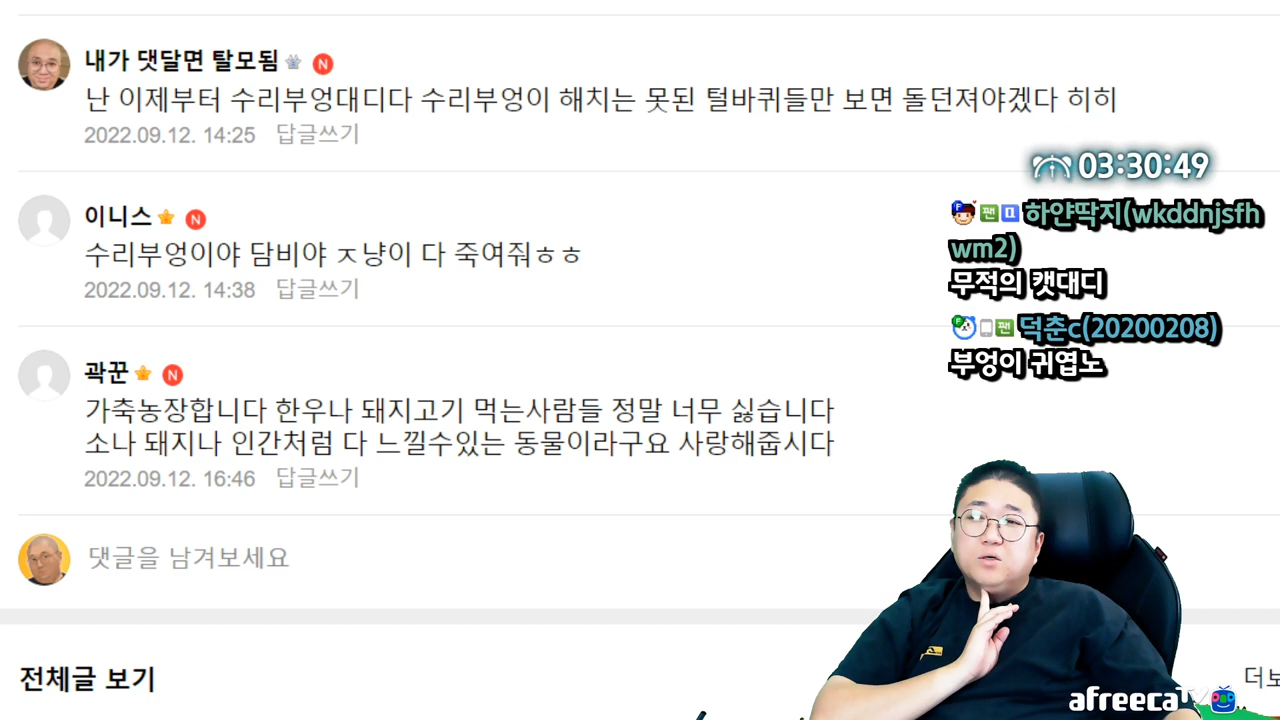 내가 댓달면 탈모됨 N
난 이제부터 수리부엉대디다 수리부엉이 해치는 못된 털바퀴들만 보면 돌던져야겠다 히히
2022.09.12. 14:25 답글쓰기
이니스 N
수리부엉이야 담비야 ㅈ냥이 다 죽여줘ㅎㅎ
2022.09.12. 14:38 답글쓰기
곽꾼 N
가축농장합니다 한우나 돼지고기 먹는사람들 정말 너무 싫습니다
소나 돼지나 인간처럼 다 느낄수있는 동물이라구요 사랑해줍시다
2022.09.12. 16:46 답글쓰기
댓글을 남겨보세요
전체글 보기
더보
03:30:49
F 팬 하얀딱지(wkddnjsfh
wm2)
무적의 캣대디
F 팬 덕춘c(20200208)
부엉이 귀엽노
afreecaTV